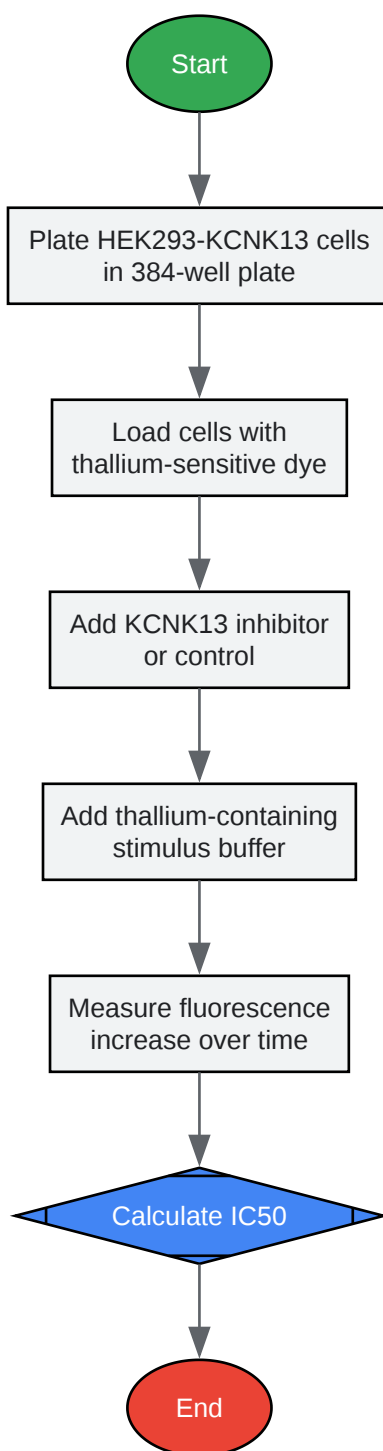 Start
Plate HEK293-KCNK13 cells
in 384-well plate
Load cells with
thallium-sensitive dye
Add KCNK13 inhibitor
or control
Add thallium-containing
stimulus buffer
Measure fluorescence
increase over time
Calculate IC50
End